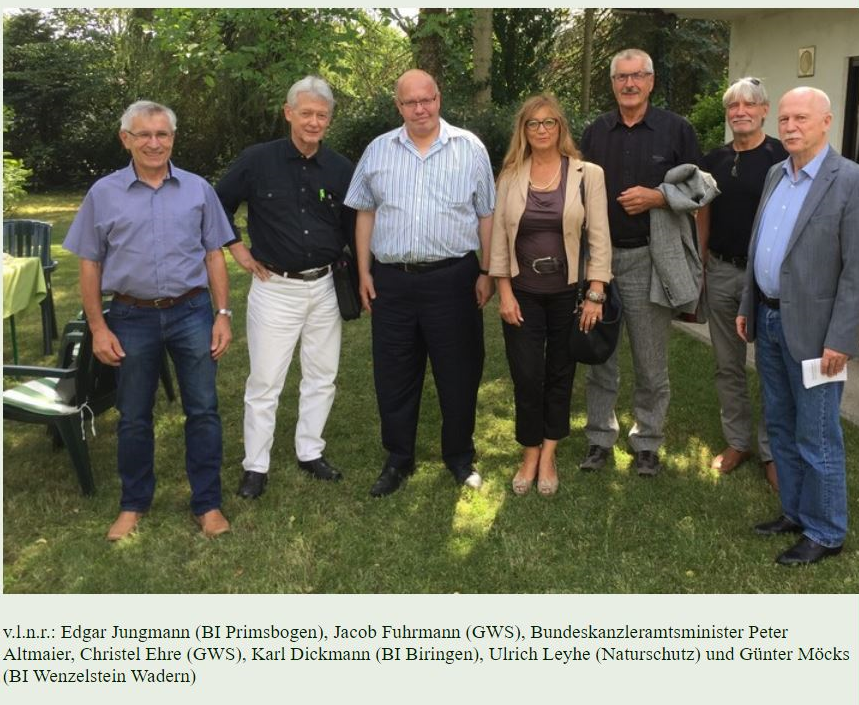 v.l.n.r.: Edgar Jungmann (BI Primsbogen), Jacob Fuhrmann (GWS), Bundeskanzleramtsminister Peter
Altmaier, Christel Ehre (GWS), Karl Dickmann (BI Biringen), Ulrich Leyhe (Naturschutz) und Günter Möcks
(BI Wenzelstein Wadern)